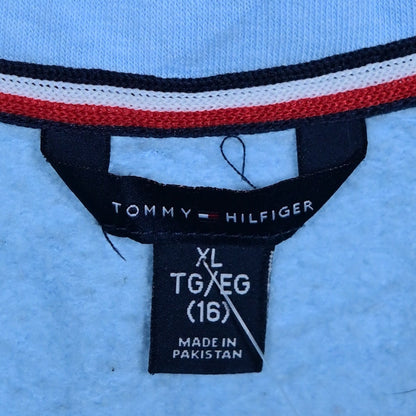 TOMMY HILFIGER
XL
TG/EG
(16)
MADE IN
PAKISTAN